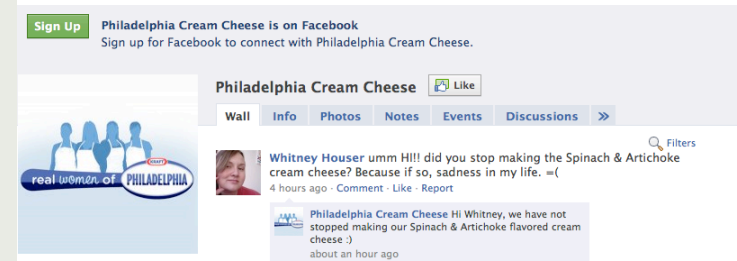 Sign Up
Philadelphia Cream Cheese is on Facebook
Sign up for Facebook to connect with Philadelphia Cream Cheese.
Philadelphia Cream Cheese
Like
Wall Info Photos Notes Events Discussions »
Filters
Whitney Houser umm HI!! did you stop making the Spinach & Artichoke
cream cheese? Because if so, sadness in my life. =(
4 hours ago · Comment · Like · Report
KRAFT
real women of PHILADELPHIA
Philadelphia Cream Cheese Hi Whitney, we have not
stopped making our Spinach & Artichoke flavored cream
cheese :)
about an hour ago